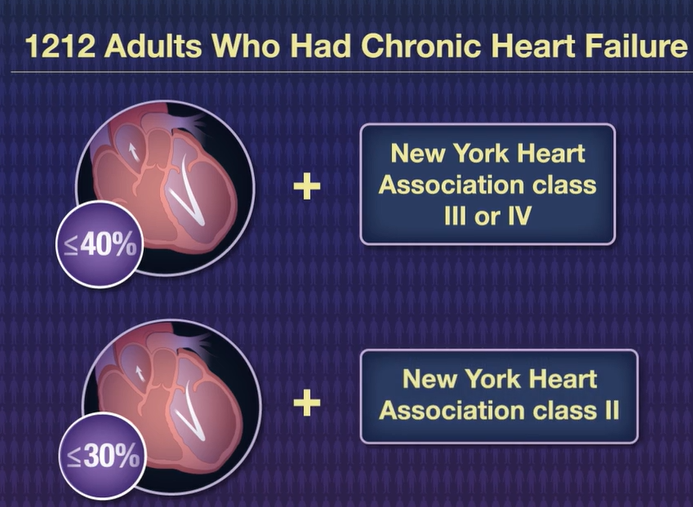 1212 Adults Who Had Chronic Heart Failure
≤40%
+
New York Heart
Association class
III or IV
≤30%
+
New York Heart
Association class II